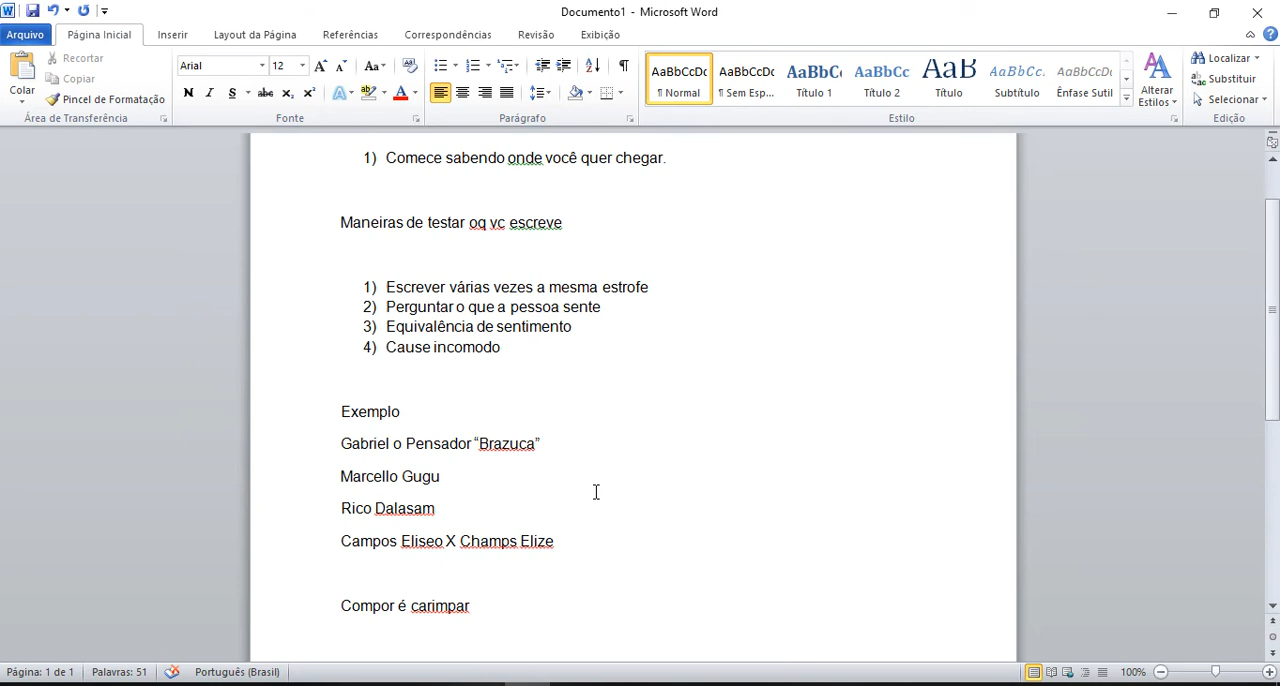 Documento1 - Microsoft Word
Arquivo Página Inicial Inserir Layout da Página Referências Correspondências Revisão Exibição
Colar
Recortar
Copiar
Pincel de Formatação
Área de Transferência
Arial 12
Fonte
Parágrafo
AaBbCcDc AaBbCcDc AaBbC( AaBbCc AaB AaBbCc. AaBbCcDc
¶ Normal ¶ Sem Esp... Título 1 Título 2 Título Subtítulo Ênfase Sutil
Alterar Estilos
Estilo
Localizar
Substituir
Selecionar
Edição
1) Comece sabendo onde você quer chegar.
Maneiras de testar oq vc escreve
1) Escrever várias vezes a mesma estrofe
2) Perguntar o que a pessoa sente
3) Equivalência de sentimento
4) Cause incomodo
Exemplo
Gabriel o Pensador “Brazuca”
Marcello Gugu
Rico Dalasam
Campos Eliseo X Champs Elize
Compor é carimpar
Página: 1 de 1 Palavras: 51 Português (Brasil) 100%